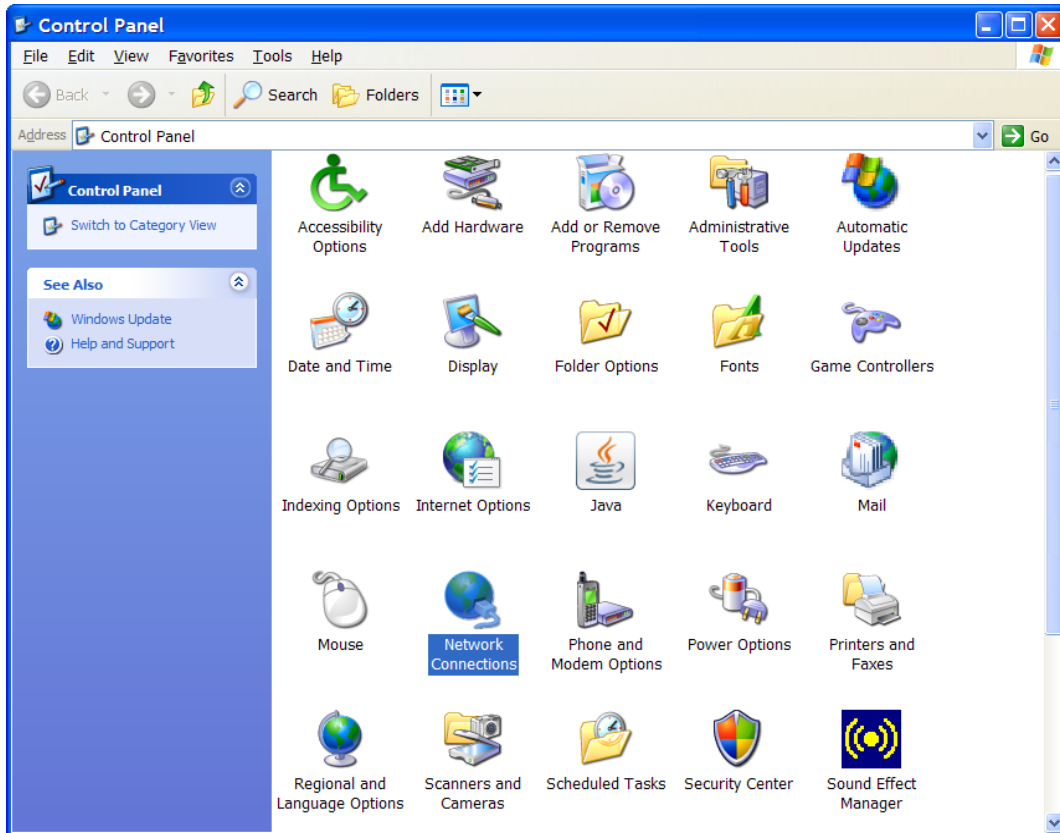 Control Panel
File Edit View Favorites Tools Help
Back Search Folders
Address Control Panel Go
Control Panel
Switch to Category View
See Also
Windows Update
Help and Support
Accessibility Options
Add Hardware
Add or Remove Programs
Administrative Tools
Automatic Updates
Date and Time
Display
Folder Options
Fonts
Game Controllers
Indexing Options
Internet Options
Java
Keyboard
Mail
Mouse
Network Connections
Phone and Modem Options
Power Options
Printers and Faxes
Regional and Language Options
Scanners and Cameras
Scheduled Tasks
Security Center
Sound Effect Manager